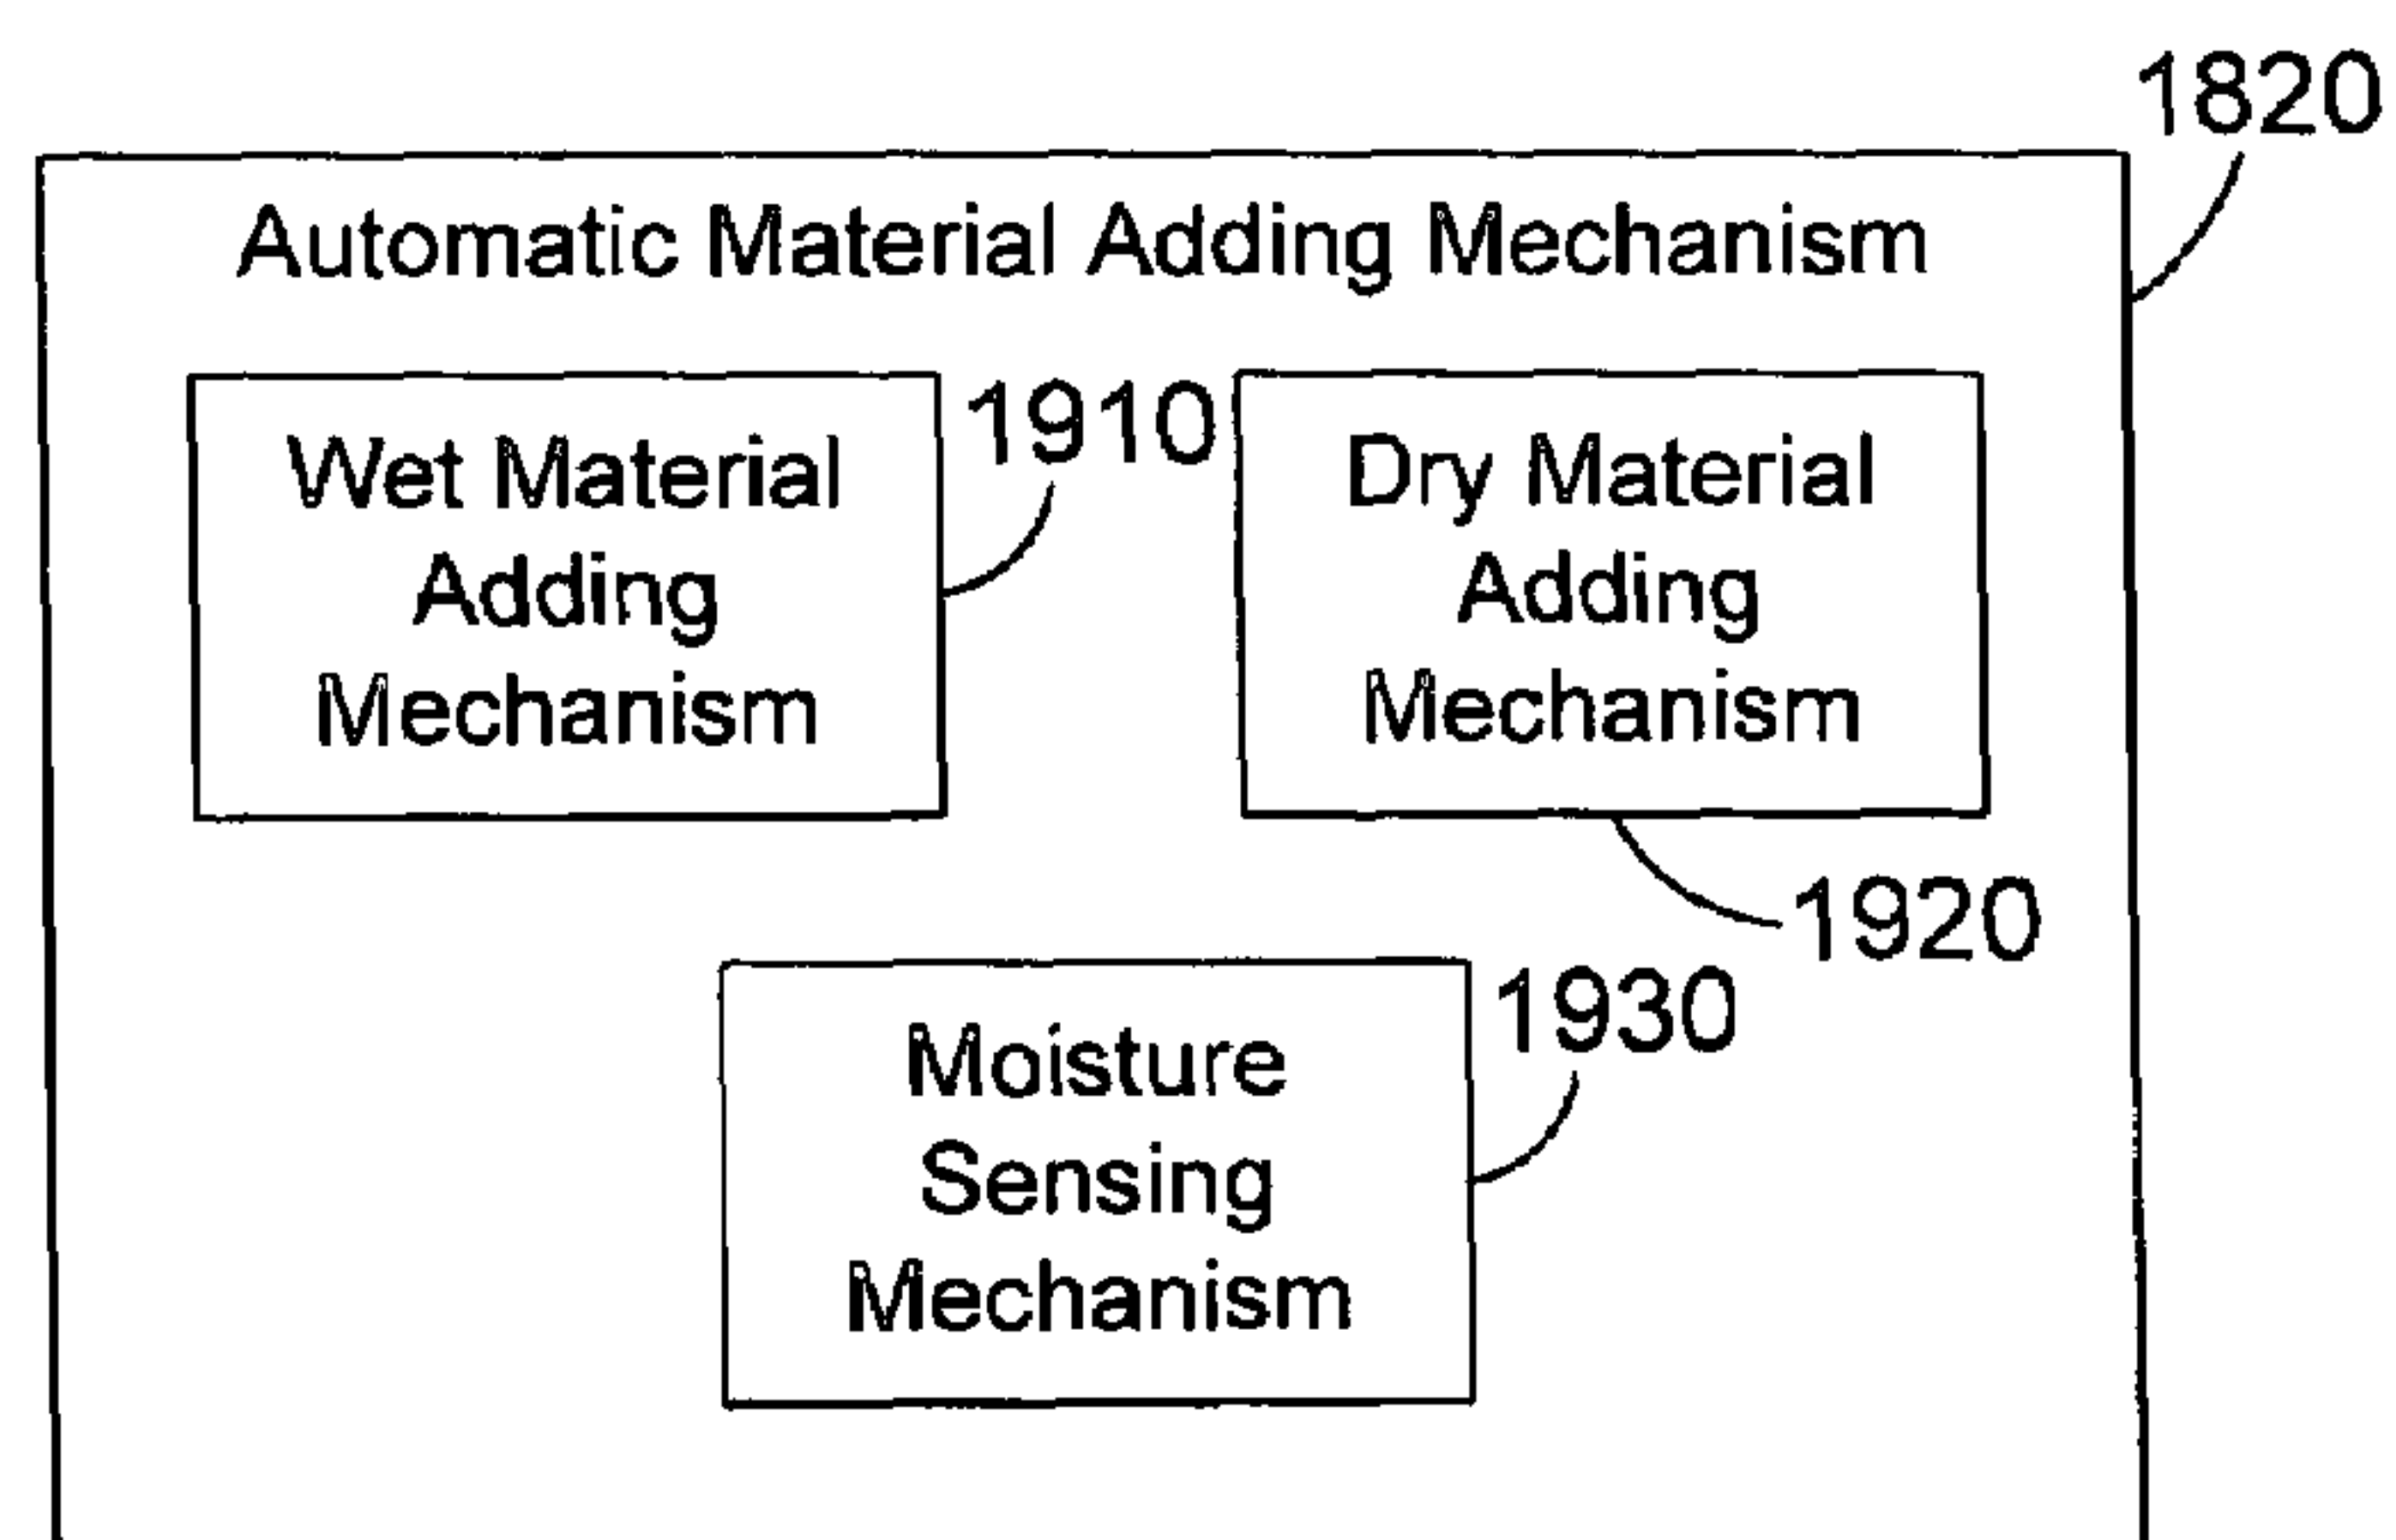 1820
Automatic Material Adding Mechanism
Wet Material
Adding
Mechanism
1910
Dry Material
Adding
Mechanism
1920
Moisture
Sensing
Mechanism
1930